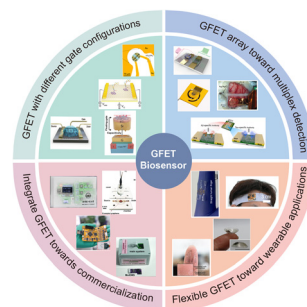 GFET with different gate configurations
GFET array toward multiplex detection
GFET
Biosensor
Integrate GFET towards commercialization
Flexible GFET toward wearable applications